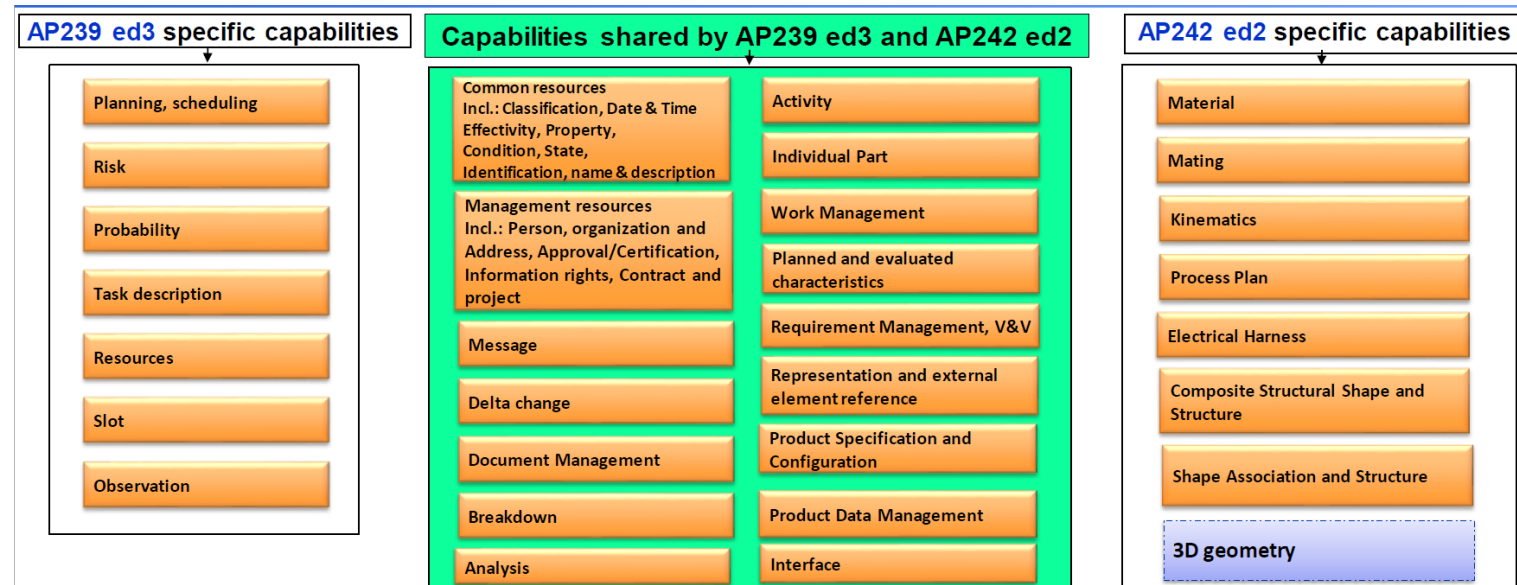 AP239 ed3 specific capabilities
Planning, scheduling
Risk
Probability
Task description
Resources
Slot
Observation
Capabilities shared by AP239 ed3 and AP242 ed2
Common resources
Incl.: Classification, Date & Time
Effectivity, Property,
Condition, State,
Identification, name & description
Management resources
Incl.: Person, organization and
Address, Approval/Certification,
Information rights, Contract and
project
Message
Delta change
Document Management
Breakdown
Analysis
Activity
Individual Part
Work Management
Planned and evaluated
characteristics
Requirement Management, V&V
Representation and external
element reference
Product Specification and
Configuration
Product Data Management
Interface
AP242 ed2 specific capabilities
Material
Mating
Kinematics
Process Plan
Electrical Harness
Composite Structural Shape and
Structure
Shape Association and Structure
3D geometry